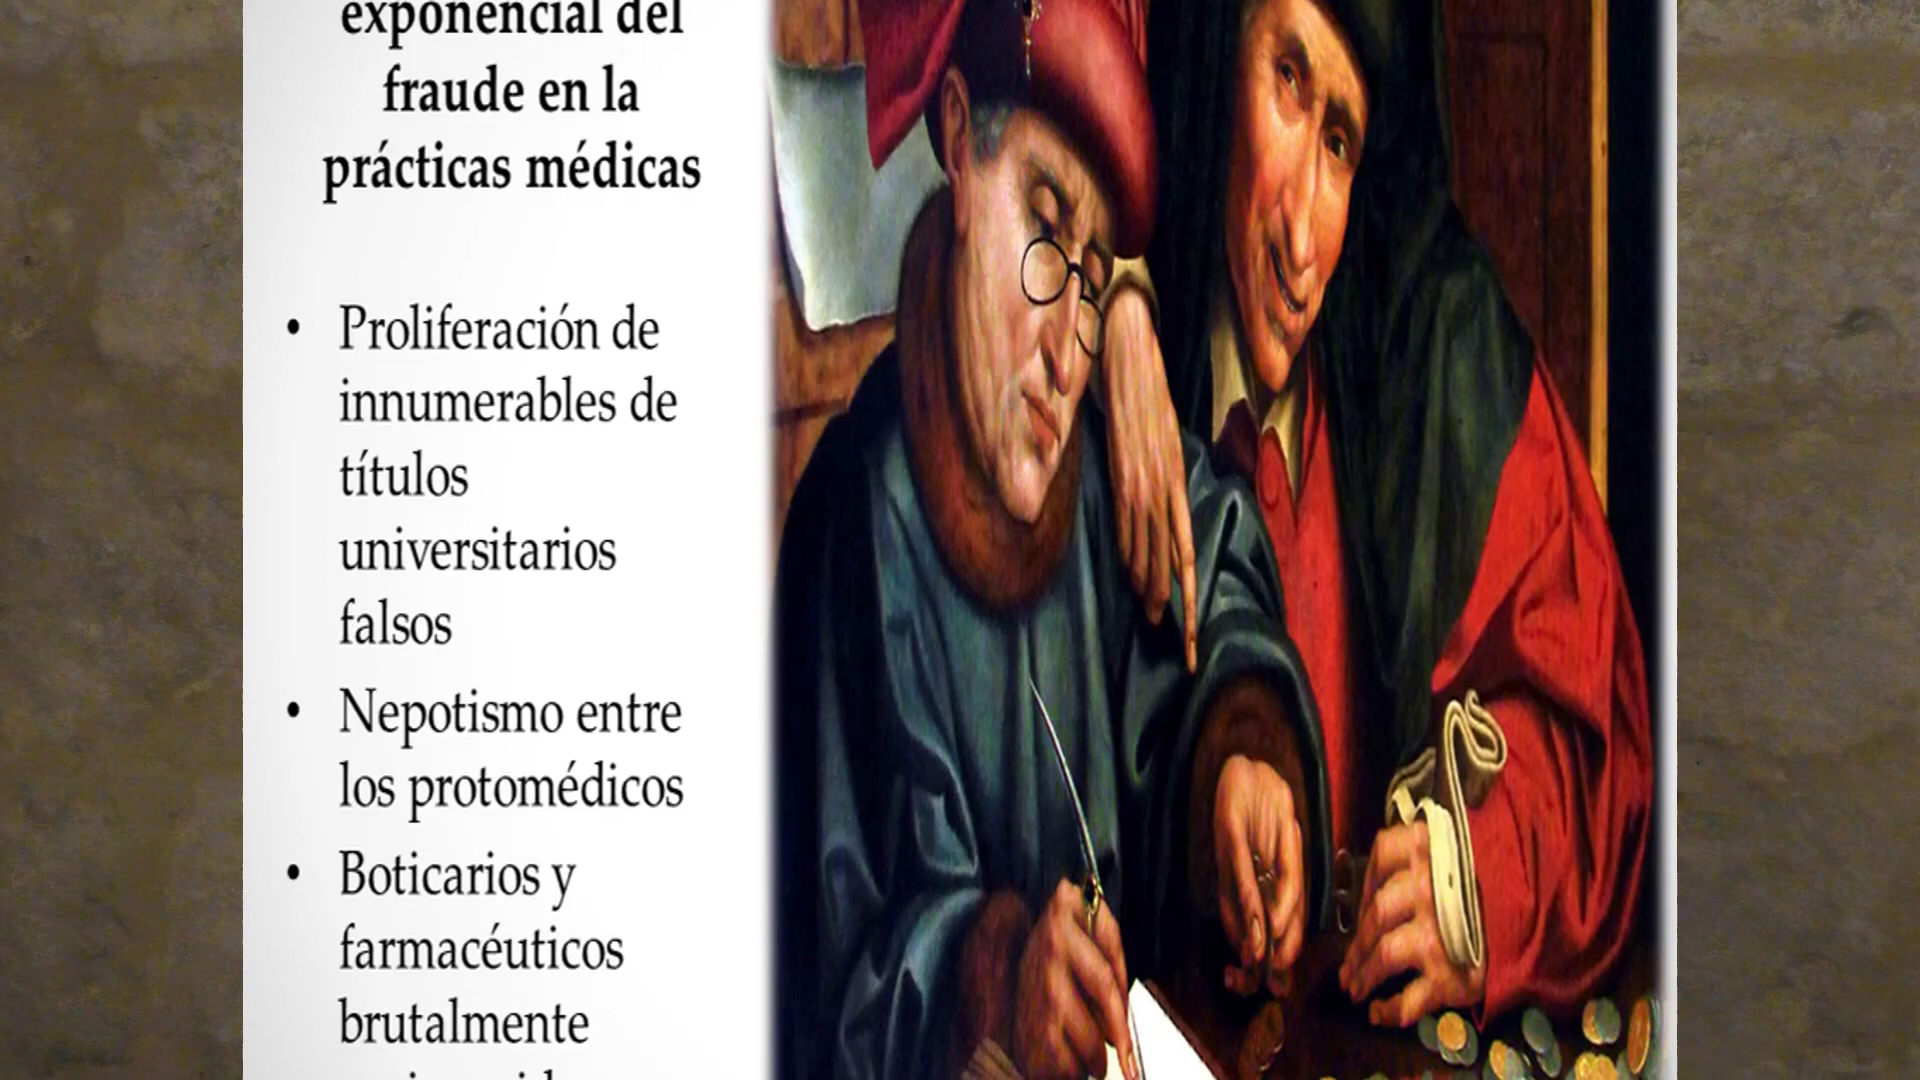 exponencial del
fraude en la
prácticas médicas
• Proliferación de
innumerables de
títulos
universitarios
falsos
• Nepotismo entre
los protomédicos
• Boticarios y
farmacéuticos
brutalmente